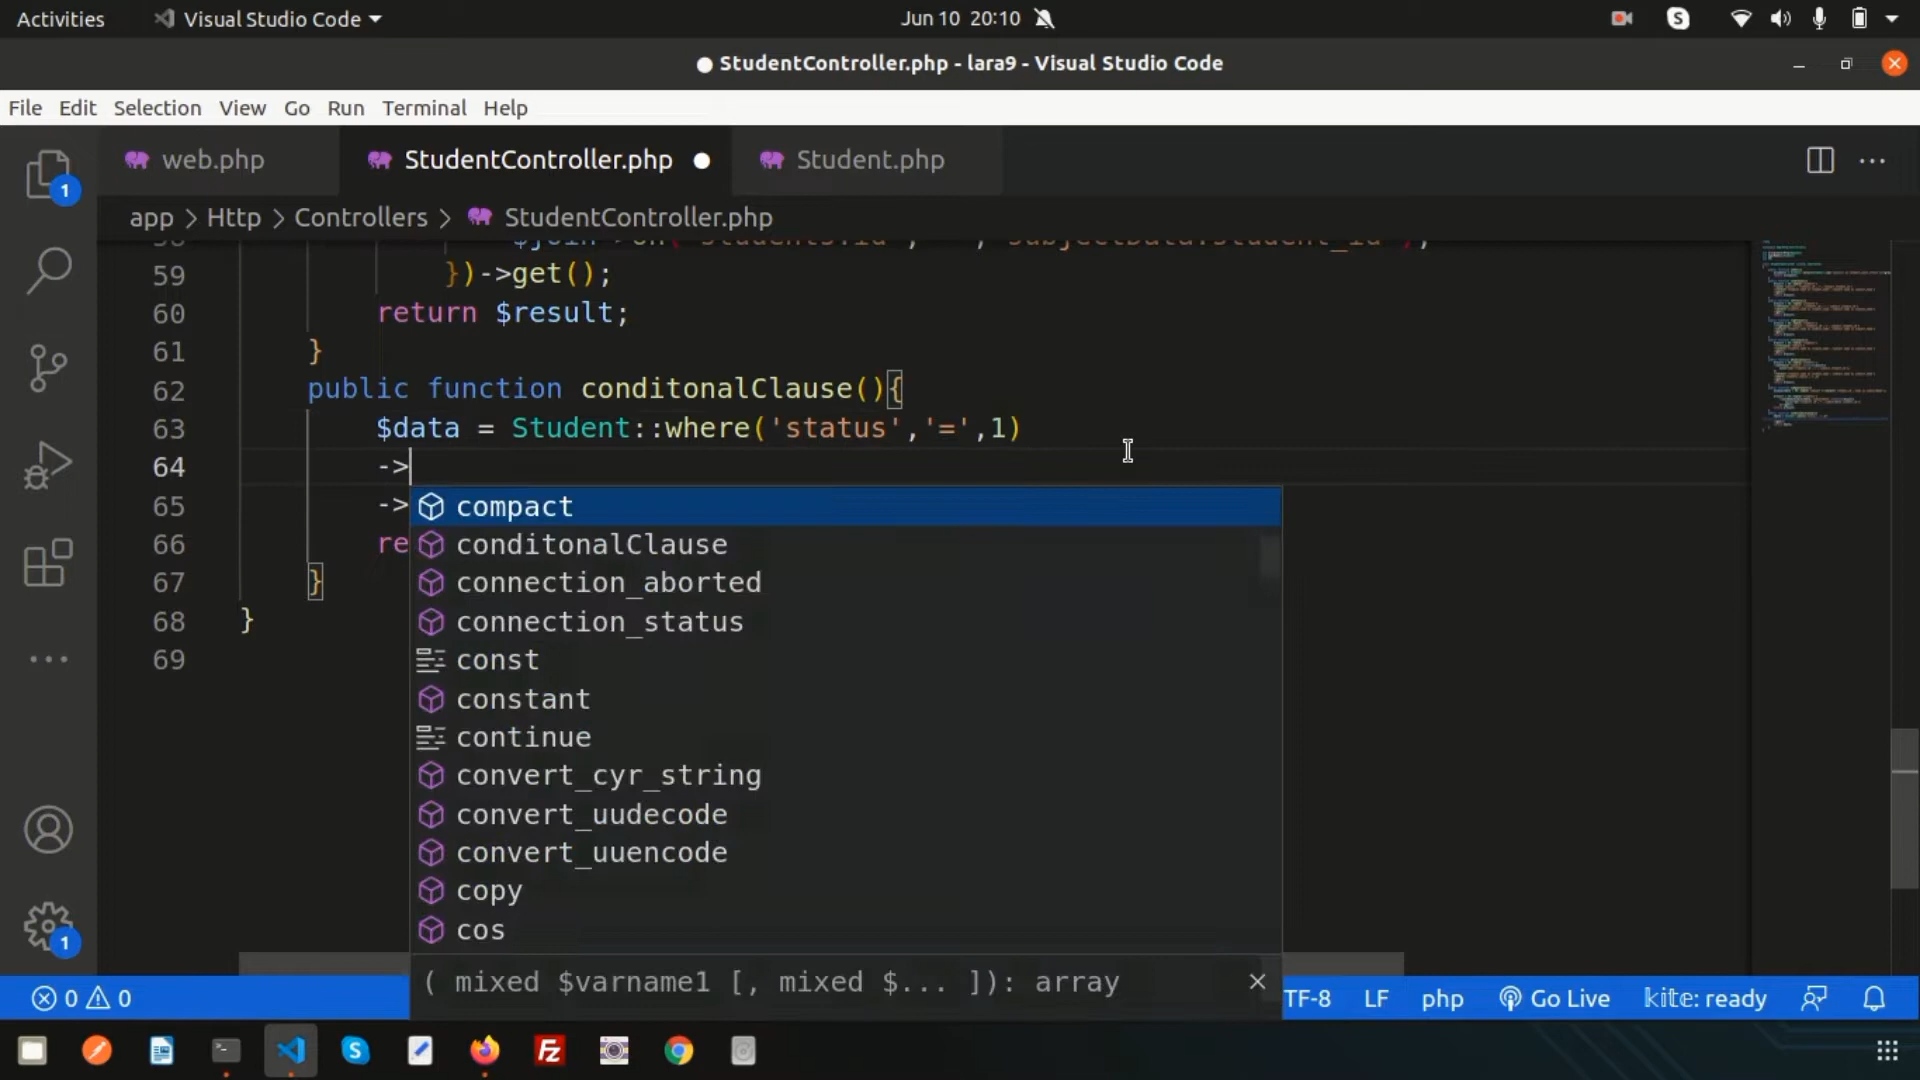 Activities
Visual Studio Code
Jun 10 20:10
StudentController.php - lara9 - Visual Studio Code
File Edit Selection View Go Run Terminal Help
1
web.php
StudentController.php
Student.php
app > Http > Controllers > StudentController.php
59 })->get();
60 return $result;
61 }
62 public function conditonalClause(){
63 $data = Student::where('status','=',1)
64 ->
65 ->
66 re
67 }
68 }
69
compact
conditonalClause
connection_aborted
connection_status
const
constant
continue
convert_cyr_string
convert_uudecode
convert_uuencode
copy
cos
( mixed $varname1 [, mixed $... ]): array
1
0 0
TF-8 LF php Go Live kite: ready